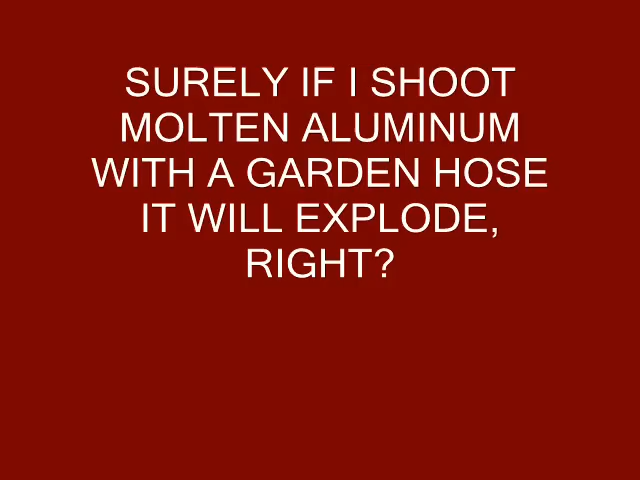 SURELY IF I SHOOT
MOLTEN ALUMINUM
WITH A GARDEN HOSE
IT WILL EXPLODE,
RIGHT?